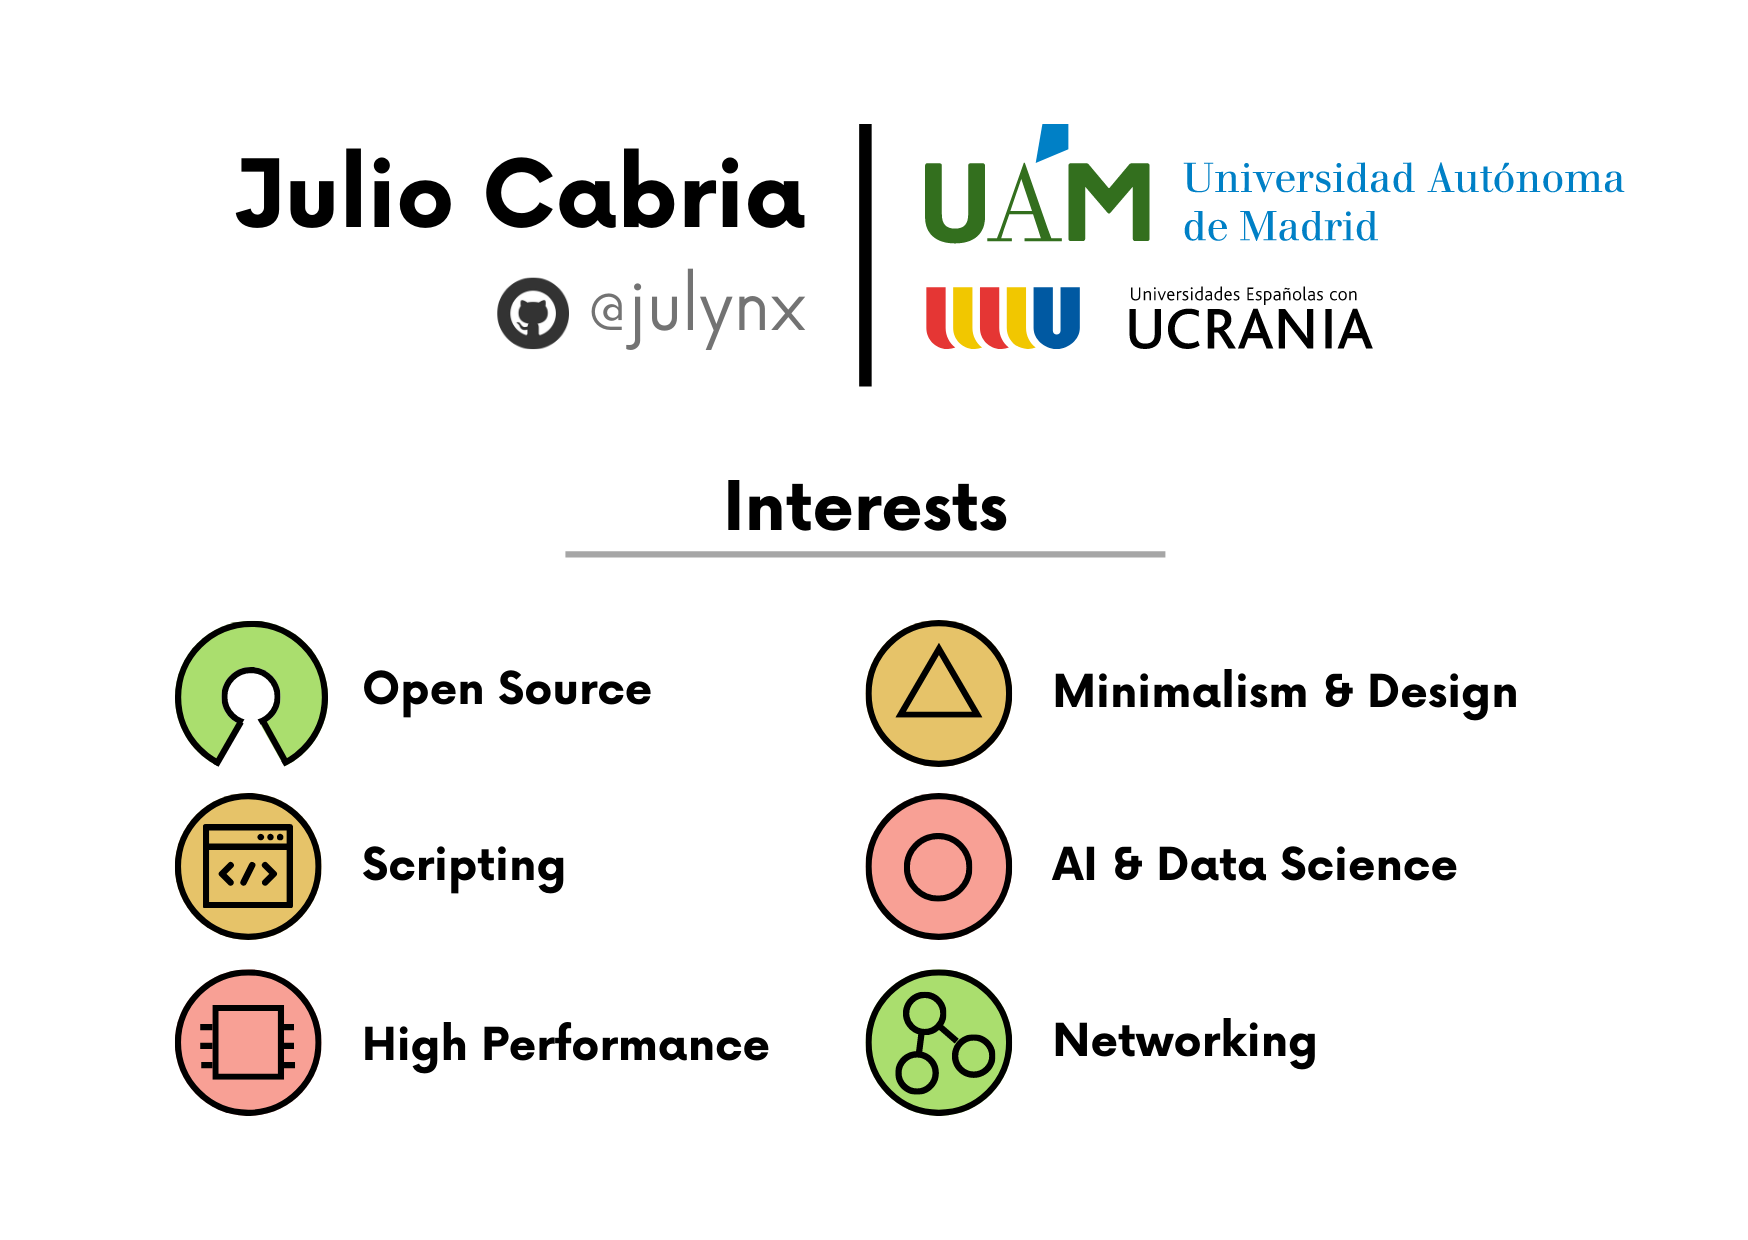 Julio Cabria
@julynx
UAM Universidad Autónoma
de Madrid
Universidades Españolas con
UCRANIA
Interests
Open Source
Minimalism & Design
Scripting
AI & Data Science
High Performance
Networking